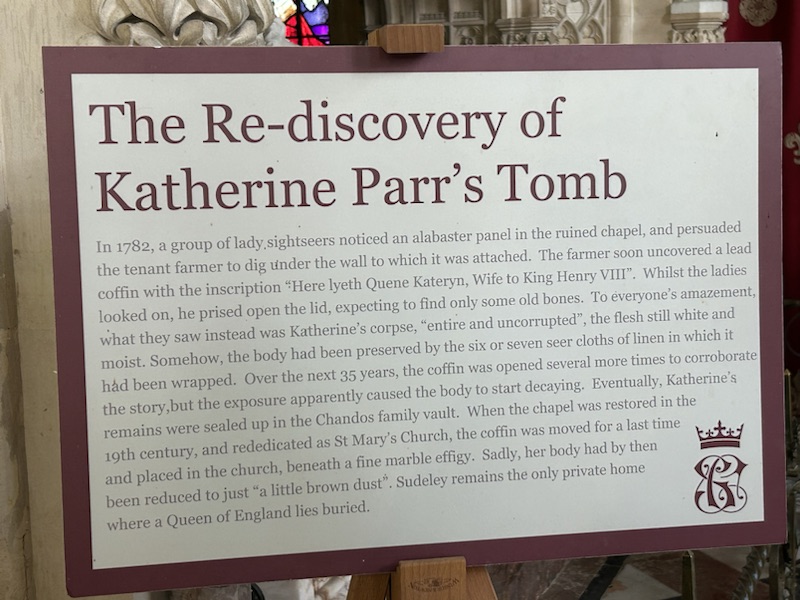 The Re-discovery of
Katherine Parr's Tomb
In 1782, a group of lady sightseers noticed an alabaster panel in the ruined chapel, and persuaded
the tenant farmer to dig under the wall to which it was attached. The farmer soon uncovered a lead
coffin with the inscription “Here lyeth Quene Kateryn, Wife to King Henry VIII”. Whilst the ladies
looked on, he prised open the lid, expecting to find only some old bones. To everyone's amazement,
what they saw instead was Katherine's corpse, “entire and uncorrupted”, the flesh still white and
moist. Somehow, the body had been preserved by the six or seven seer cloths of linen in which it
had been wrapped. Over the next 35 years, the coffin was opened several more times to corroborate
the story,but the exposure apparently caused the body to start decaying. Eventually, Katherine's
remains were sealed up in the Chandos family vault. When the chapel was restored in the
19th century, and rededicated as St Mary's Church, the coffin was moved for a last time
and placed in the church, beneath a fine marble effigy. Sadly, her body had by then
been reduced to just “a little brown dust”. Sudeley remains the only private home
where a Queen of England lies buried.